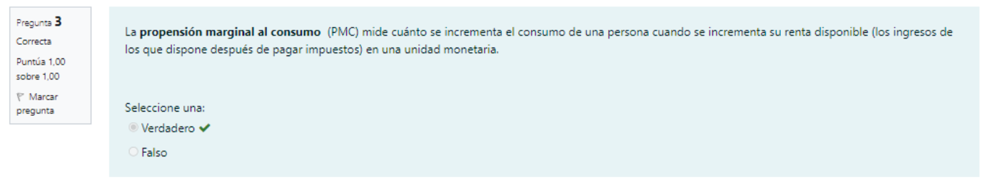 Pregunta 3
Correcta
Puntúa 1,00
sobre 1,00
Marcar
pregunta
La propensión marginal al consumo (PMC) mide cuánto se incrementa el consumo de una persona cuando se incrementa su renta disponible (los ingresos de
los que dispone después de pagar impuestos) en una unidad monetaria.
Seleccione una:
Verdadero
Falso